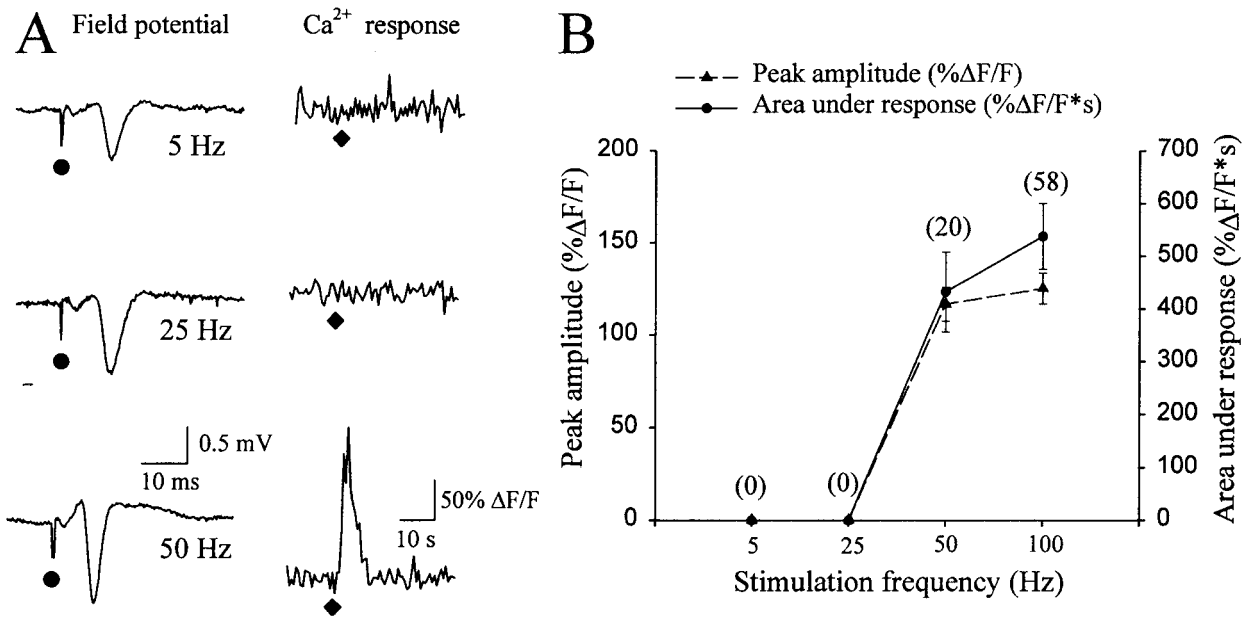 A
Field potential
Ca²⁺ response
5 Hz
25 Hz
0.5 mV
10 ms
50 Hz
50% ΔF/F
10 s
B
Peak amplitude (%ΔF/F)
Area under response (%ΔF/F*s)
Peak amplitude (%ΔF/F)
200
150
100
50
0
(0)
(0)
(20)
(58)
700
600
500
400
300
200
100
0
Area under response (%ΔF/F*s)
5
25
50
100
Stimulation frequency (Hz)